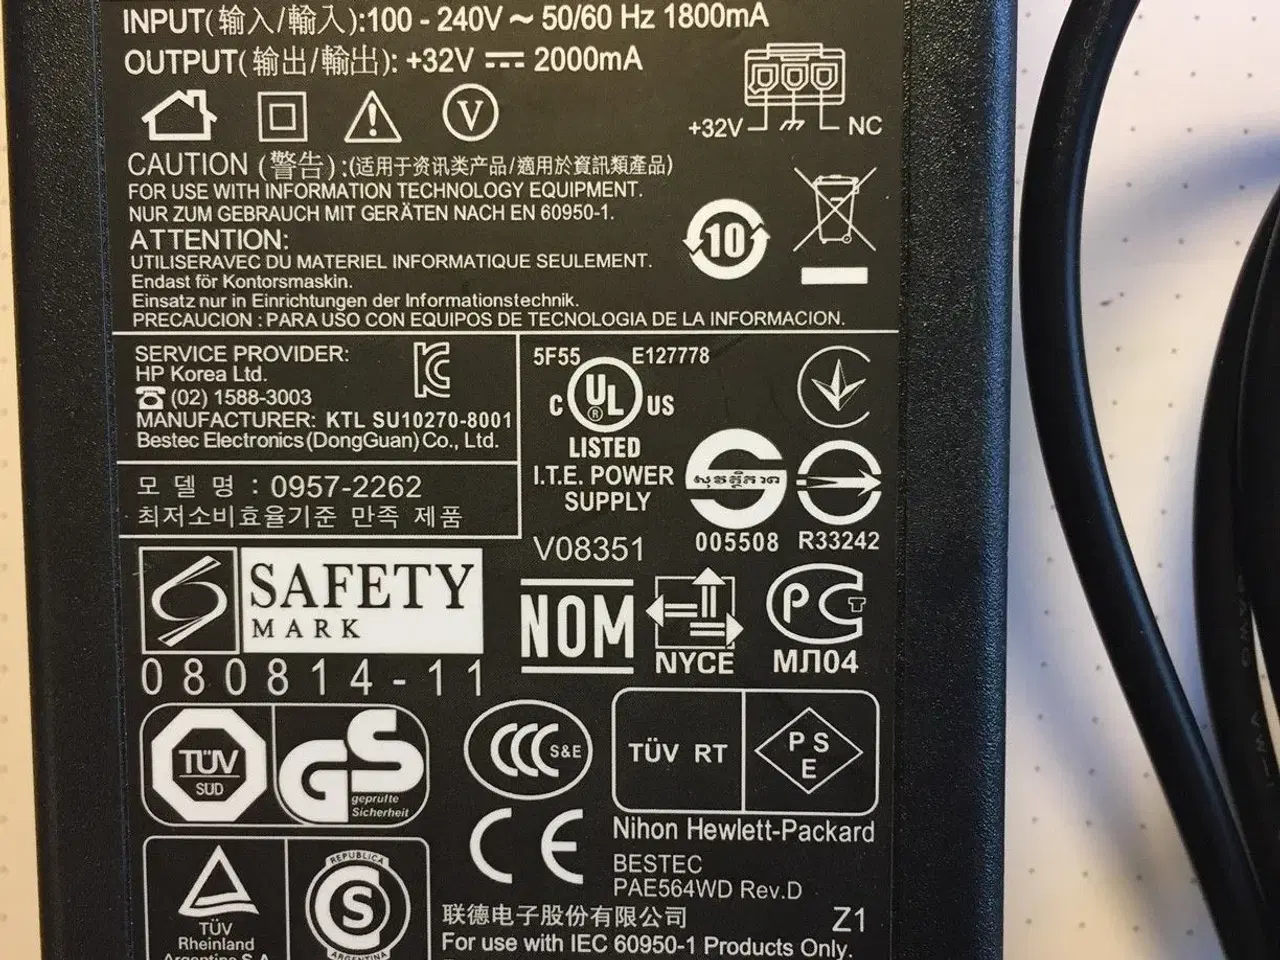 INPUT(输入/輸入):100 - 240V ~ 50/60 Hz 1800mA
OUTPUT(输出/輸出): +32V ⎓ 2000mA
V
+32V NC
CAUTION (警告) :(适用于资讯类产品/適用於資訊類產品)
FOR USE WITH INFORMATION TECHNOLOGY EQUIPMENT.
NUR ZUM GEBRAUCH MIT GERÄTEN NACH EN 60950-1.
ATTENTION:
UTILISERAVEC DU MATERIEL INFORMATIQUE SEULEMENT.
Endast för Kontorsmaskin.
Einsatz nur in Einrichtungen der Informationstechnik.
PRECAUCION : PARA USO CON EQUIPOS DE TECNOLOGIA DE LA INFORMACION.
10
SERVICE PROVIDER:
HP Korea Ltd.
☎ (02) 1588-3003
MANUFACTURER: KTL SU10270-8001
Bestec Electronics(DongGuan)Co., Ltd.
모 델 명 : 0957-2262
최저소비효율기준 만족 제품
5F55 E127778
C UL ® US
LISTED
I.T.E. POWER
SUPPLY
005508 R33242
V08351
SAFETY
MARK
080814-11
NOM
NYCE
PCT
МЛ04
TÜV
SUD
GS
geprüfte
Sicherheit
CCC S&E
TÜV RT
P S
E
CE
Nihon Hewlett-Packard
BESTEC
PAE564WD Rev.D
TÜV
Rheinland
Argentina S.A
REPUBLICA
S
ARGENTINA
联德电子股份有限公司 Z1
For use with IEC 60950-1 Products Only.